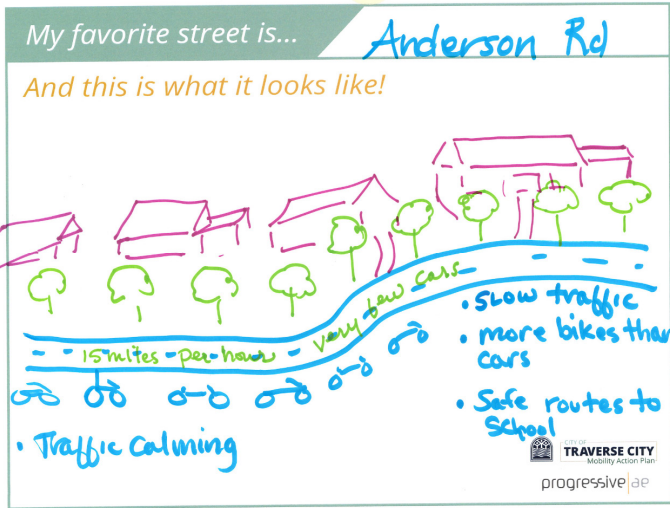 My favorite street is...
Anderson Rd
And this is what it looks like!
very few cars
15 miles-per-hour
• Slow traffic
• more bikes than
cars
• Safe routes to
School
• Traffic Calming
CITY OF
TRAVERSE CITY
Mobility Action Plan
progressive|ae